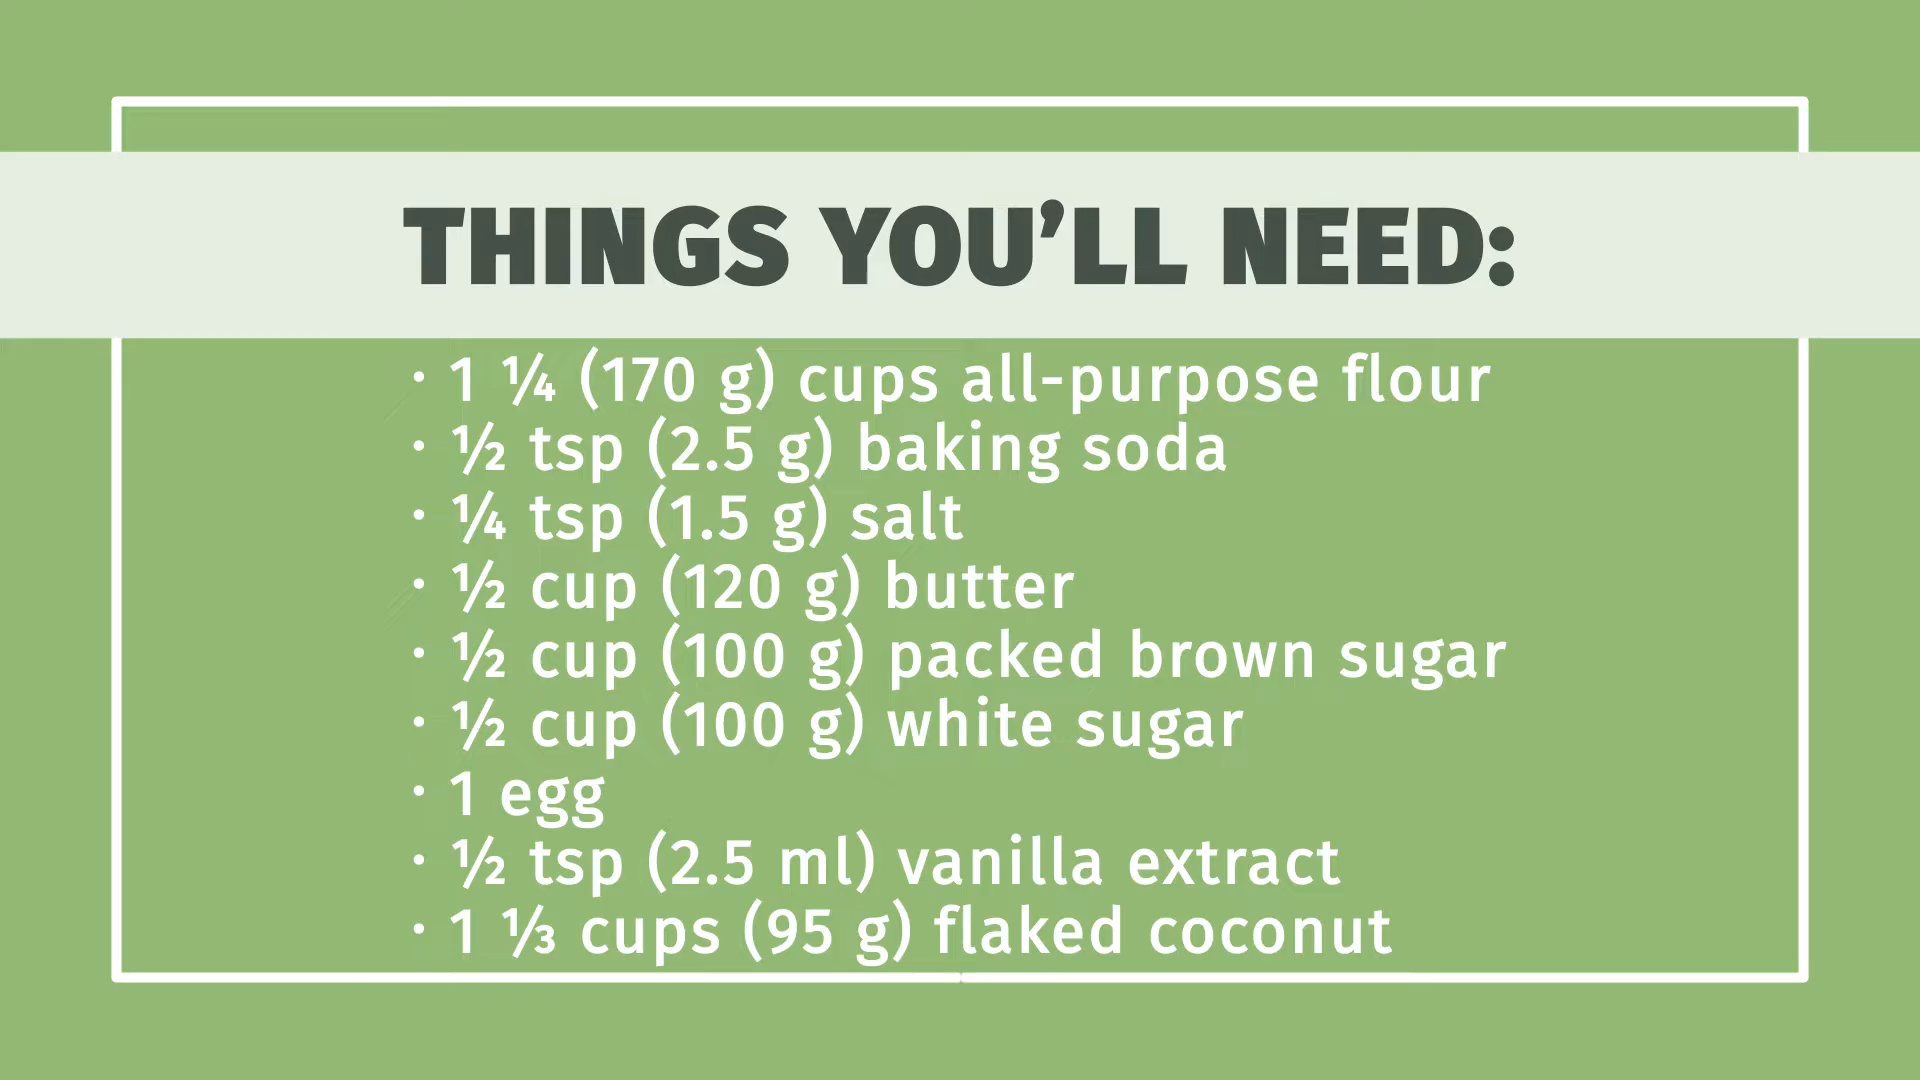 THINGS YOU’LL NEED:
· 1 ¼ (170 g) cups all-purpose flour
· ½ tsp (2.5 g) baking soda
· ¼ tsp (1.5 g) salt
· ½ cup (120 g) butter
· ½ cup (100 g) packed brown sugar
· ½ cup (100 g) white sugar
· 1 egg
· ½ tsp (2.5 ml) vanilla extract
· 1 ⅓ cups (95 g) flaked coconut